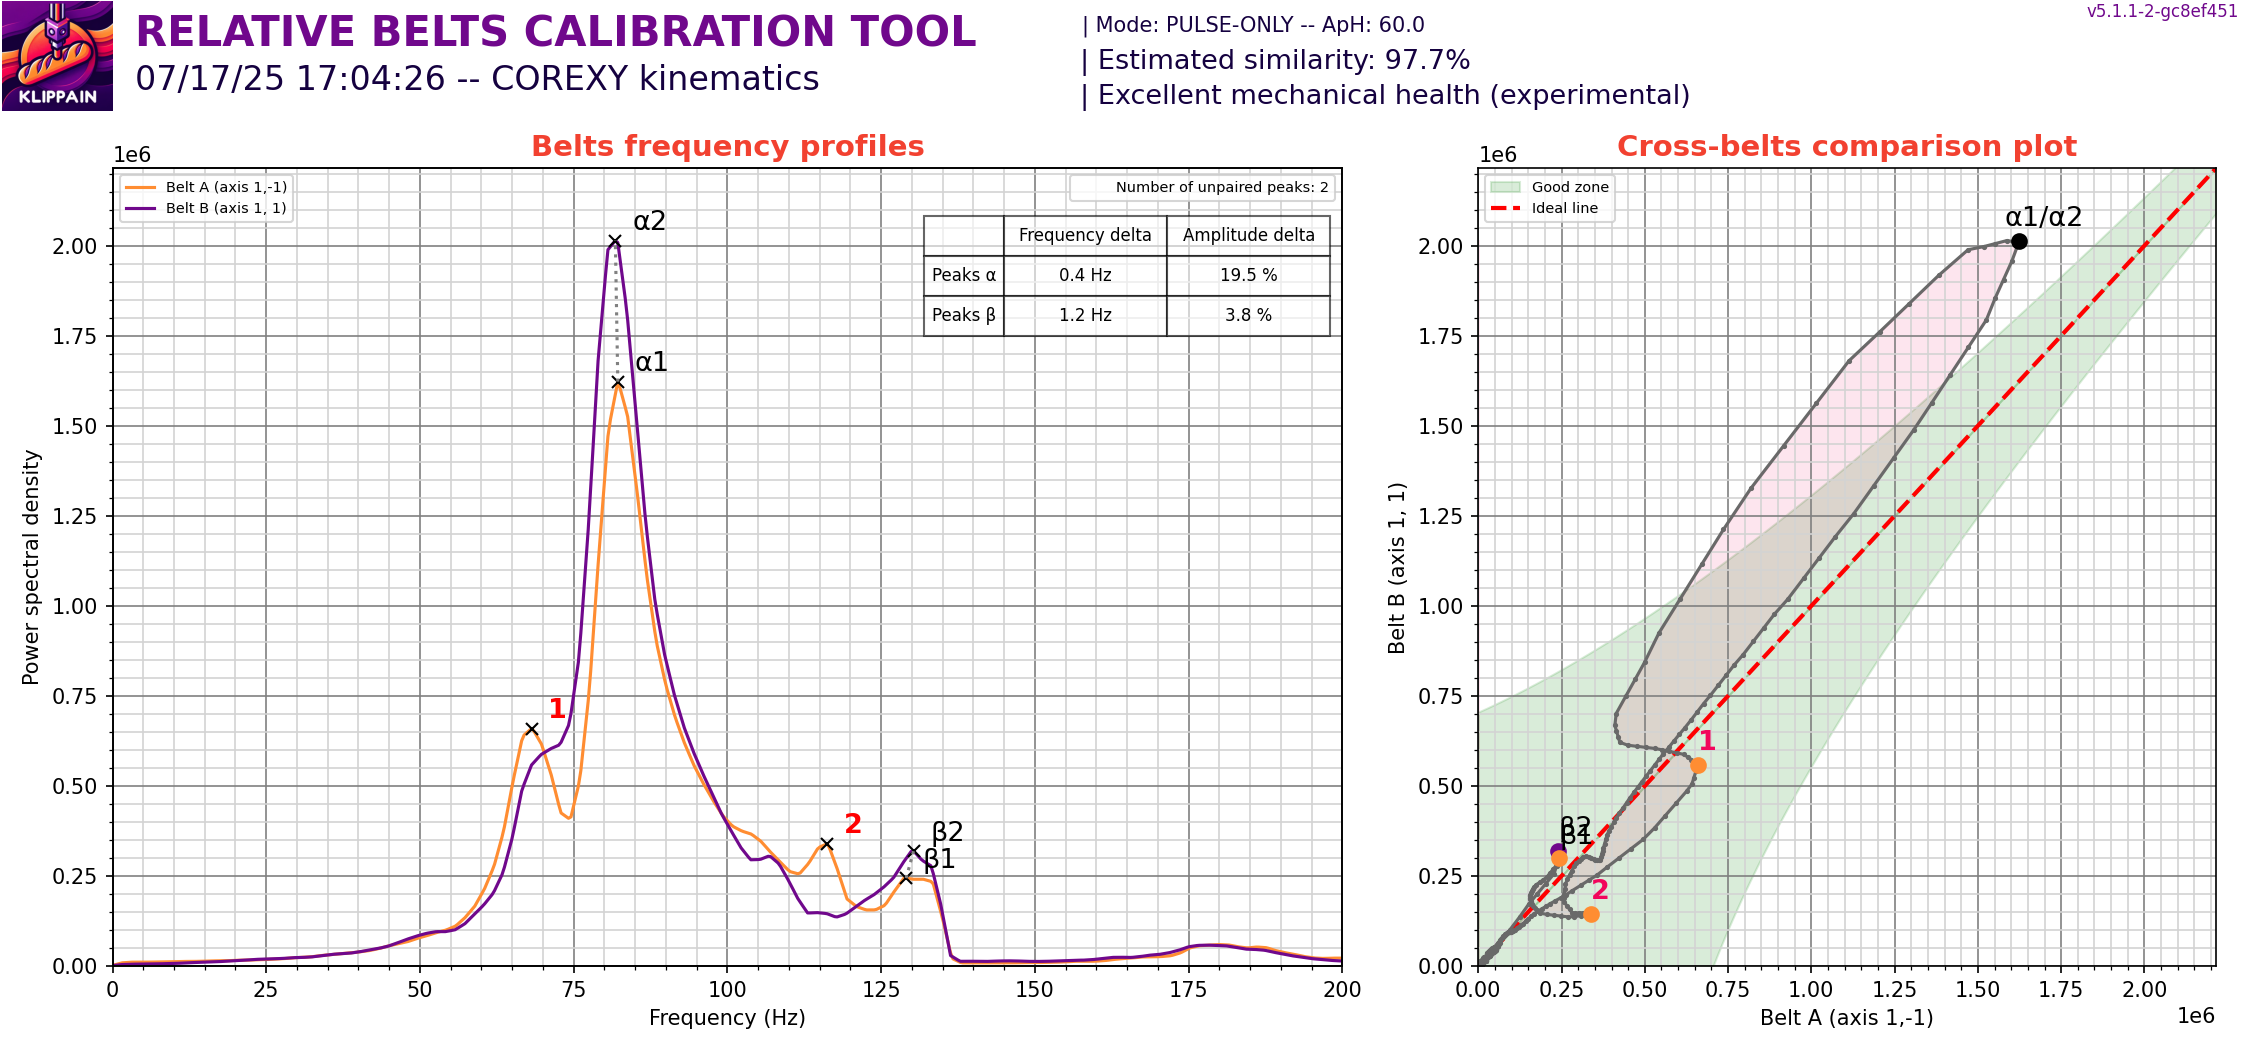 KLIPPAIN
RELATIVE BELTS CALIBRATION TOOL
07/17/25 17:04:26 -- COREXY kinematics
| Mode: PULSE-ONLY -- ApH: 60.0
| Estimated similarity: 97.7%
| Excellent mechanical health (experimental)
v5.1.1-2-gc8ef451
Belts frequency profiles
1e6
Belt A (axis 1,-1)
Belt B (axis 1, 1)
Number of unpaired peaks: 2
Frequency delta Amplitude delta
Peaks α 0.4 Hz 19.5 %
Peaks β 1.2 Hz 3.8 %
α2
α1
1
2
β2
β1
Power spectral density
2.00
1.75
1.50
1.25
1.00
0.75
0.50
0.25
0.00
0 25 50 75 100 125 150 175 200
Frequency (Hz)
Cross-belts comparison plot
1e6
Good zone
Ideal line
α1/α2
1
β2
β1
2
Belt B (axis 1, 1)
2.00
1.75
1.50
1.25
1.00
0.75
0.50
0.25
0.00
0.00 0.25 0.50 0.75 1.00 1.25 1.50 1.75 2.00
Belt A (axis 1,-1)
1e6